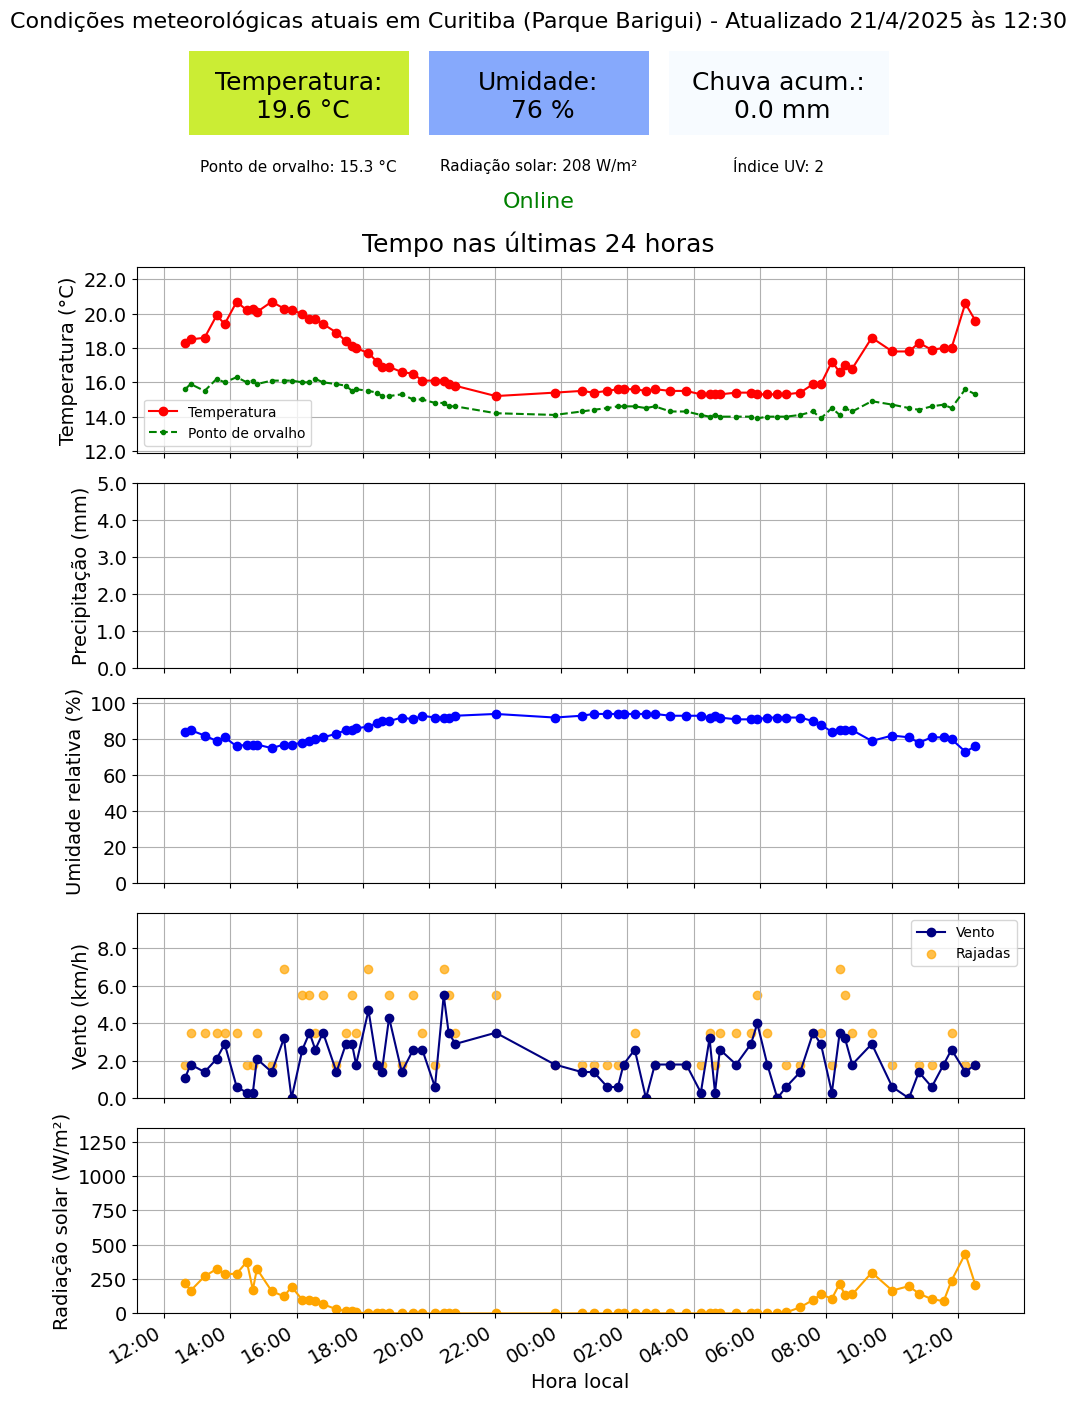 Condições meteorológicas atuais em Curitiba (Parque Barigui) - Atualizado 21/4/2025 às 12:30
Temperatura:
19.6 °C
Umidade:
76 %
Chuva acum.:
0.0 mm
Ponto de orvalho: 15.3 °C
Radiação solar: 208 W/m²
Índice UV: 2
Online
Tempo nas últimas 24 horas
Temperatura (°C)
22.0
20.0
18.0
16.0
14.0
12.0
Temperatura
Ponto de orvalho
Precipitação (mm)
5.0
4.0
3.0
2.0
1.0
0.0
Umidade relativa (%)
100
80
60
40
20
0
Vento (km/h)
8.0
6.0
4.0
2.0
0.0
Vento
Rajadas
Radiação solar (W/m²)
1250
1000
750
500
250
0
12:00
14:00
16:00
18:00
20:00
22:00
00:00
02:00
04:00
06:00
08:00
10:00
12:00
Hora local